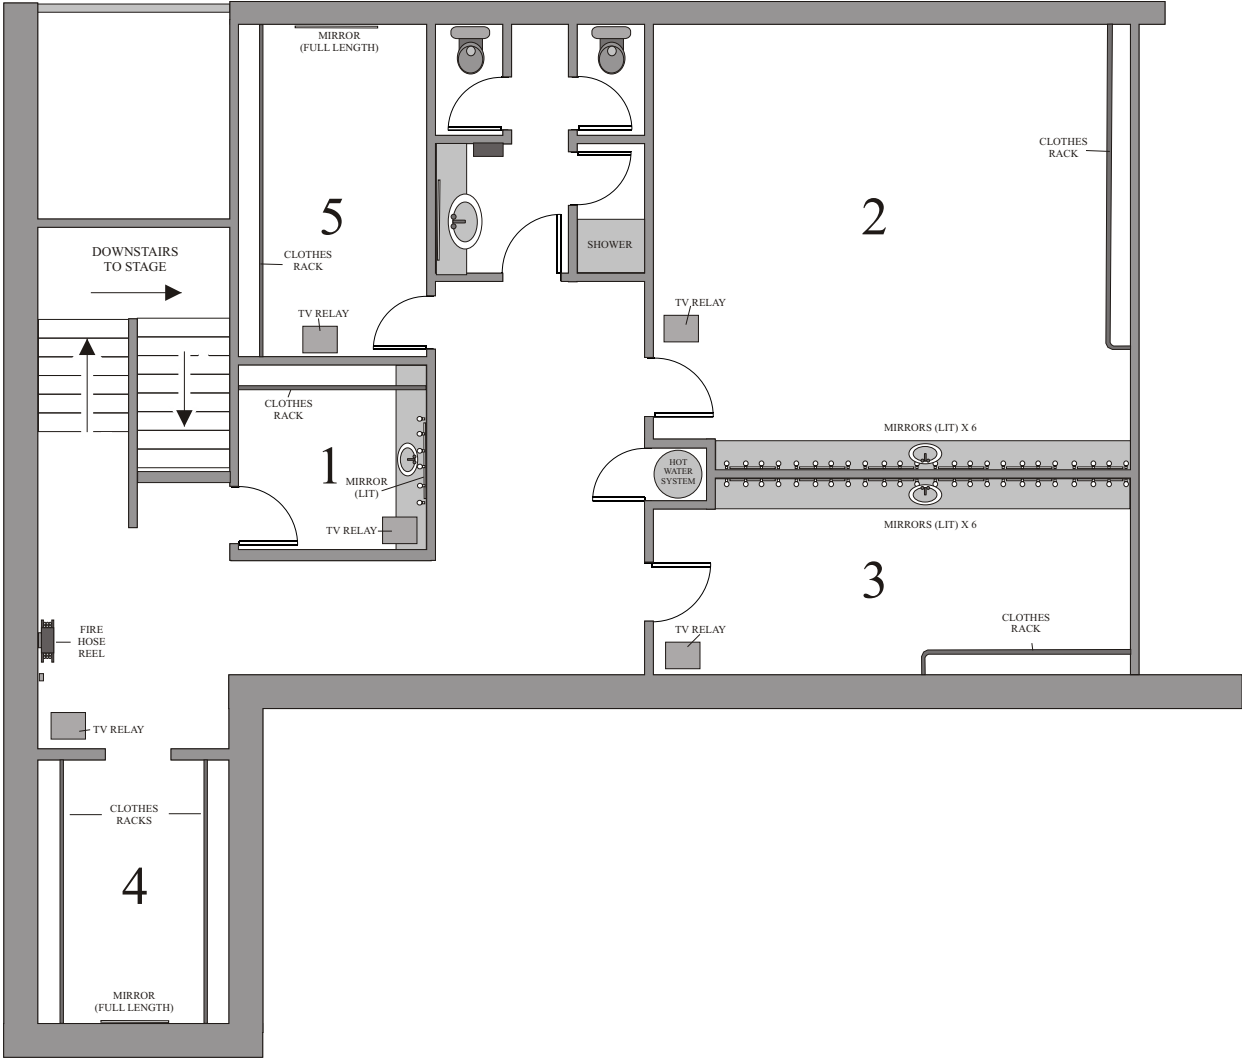 MIRROR
(FULL LENGTH)
5
CLOTHES
RACK
TV RELAY
DOWNSTAIRS
TO STAGE
SHOWER
2
CLOTHES
RACK
TV RELAY
CLOTHES
RACK
1
MIRROR
(LIT)
TV RELAY
MIRRORS (LIT) X 6
HOT
WATER
SYSTEM
MIRRORS (LIT) X 6
3
CLOTHES
RACK
TV RELAY
FIRE
HOSE
REEL
TV RELAY
CLOTHES
RACKS
4
MIRROR
(FULL LENGTH)